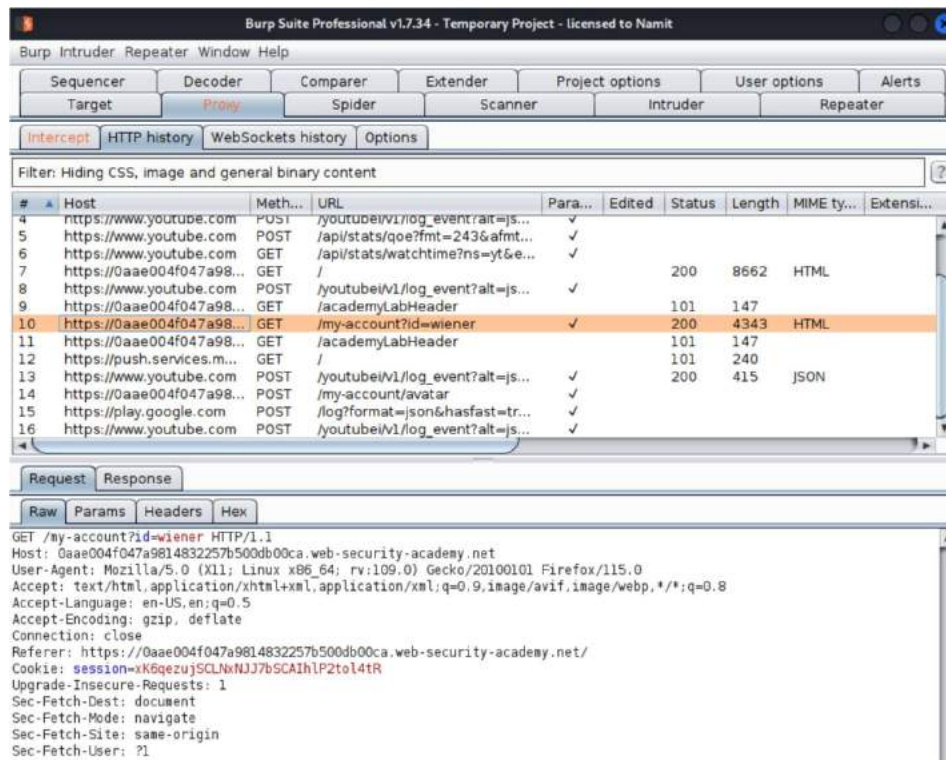 Burp Suite Professional v1.7.34 - Temporary Project - licensed to Namit
Burp Intruder Repeater Window Help
Sequencer Decoder Comparer Extender Project options User options Alerts
Target Proxy Spider Scanner Intruder Repeater
Intercept HTTP history WebSockets history Options
Filter: Hiding CSS, image and general binary content ?
# Host Meth... URL Para... Edited Status Length MIME ty... Extensi...
4 https://www.youtube.com POST /youtubei/v1/log_event?alt=js... ✓
5 https://www.youtube.com POST /api/stats/qoe?fmt=243&afmt... ✓
6 https://www.youtube.com GET /api/stats/watchtime?ns=yt&e... ✓
7 https://0aae004f047a98... GET / 200 8662 HTML
8 https://www.youtube.com POST /youtubei/v1/log_event?alt=js... ✓
9 https://0aae004f047a98... GET /academyLabHeader 101 147
10 https://0aae004f047a98... GET /my-account?id=wiener ✓ 200 4343 HTML
11 https://0aae004f047a98... GET /academyLabHeader 101 147
12 https://push.services.m... GET / 101 240
13 https://www.youtube.com POST /youtubei/v1/log_event?alt=js... ✓ 200 415 JSON
14 https://0aae004f047a98... POST /my-account/avatar ✓
15 https://play.google.com POST /log?format=json&hasfast=tr... ✓
16 https://www.youtube.com POST /youtubei/v1/log_event?alt=js... ✓
Request Response
Raw Params Headers Hex
GET /my-account?id=wiener HTTP/1.1
Host: 0aae004f047a9814832257b500db00ca.web-security-academy.net
User-Agent: Mozilla/5.0 (X11; Linux x86_64; rv:109.0) Gecko/20100101 Firefox/115.0
Accept: text/html,application/xhtml+xml,application/xml;q=0.9,image/avif,image/webp,*/*;q=0.8
Accept-Language: en-US,en;q=0.5
Accept-Encoding: gzip, deflate
Connection: close
Referer: https://0aae004f047a9814832257b500db00ca.web-security-academy.net/
Cookie: session=xK6qezujSCLNxNJJ7bSCAIhlP2tol4tR
Upgrade-Insecure-Requests: 1
Sec-Fetch-Dest: document
Sec-Fetch-Mode: navigate
Sec-Fetch-Site: same-origin
Sec-Fetch-User: ?1